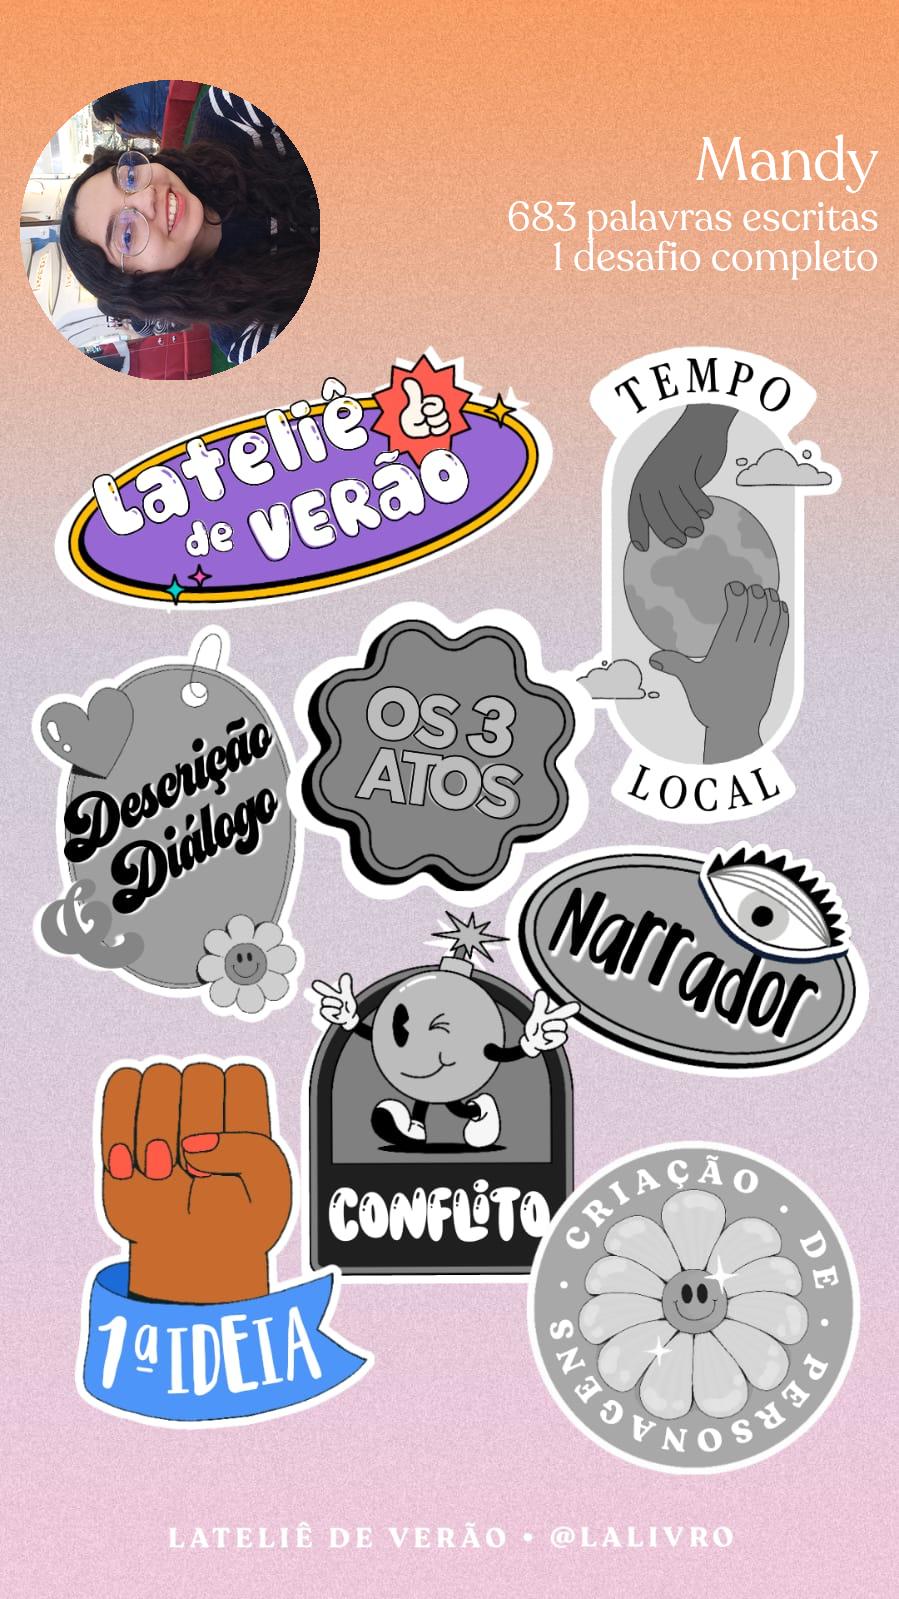 Mandy
683 palavras escritas
1 desafio completo
Lateliê
de VERÃO
TEMPO
LOCAL
Descrição
&
Diálogo
OS 3
ATOS
Narrador
CONFLITO
1ª IDEIA
CRIAÇÃO · DE · PERSONAGENS ·
LATELIÊ DE VERÃO • @LALIVRO